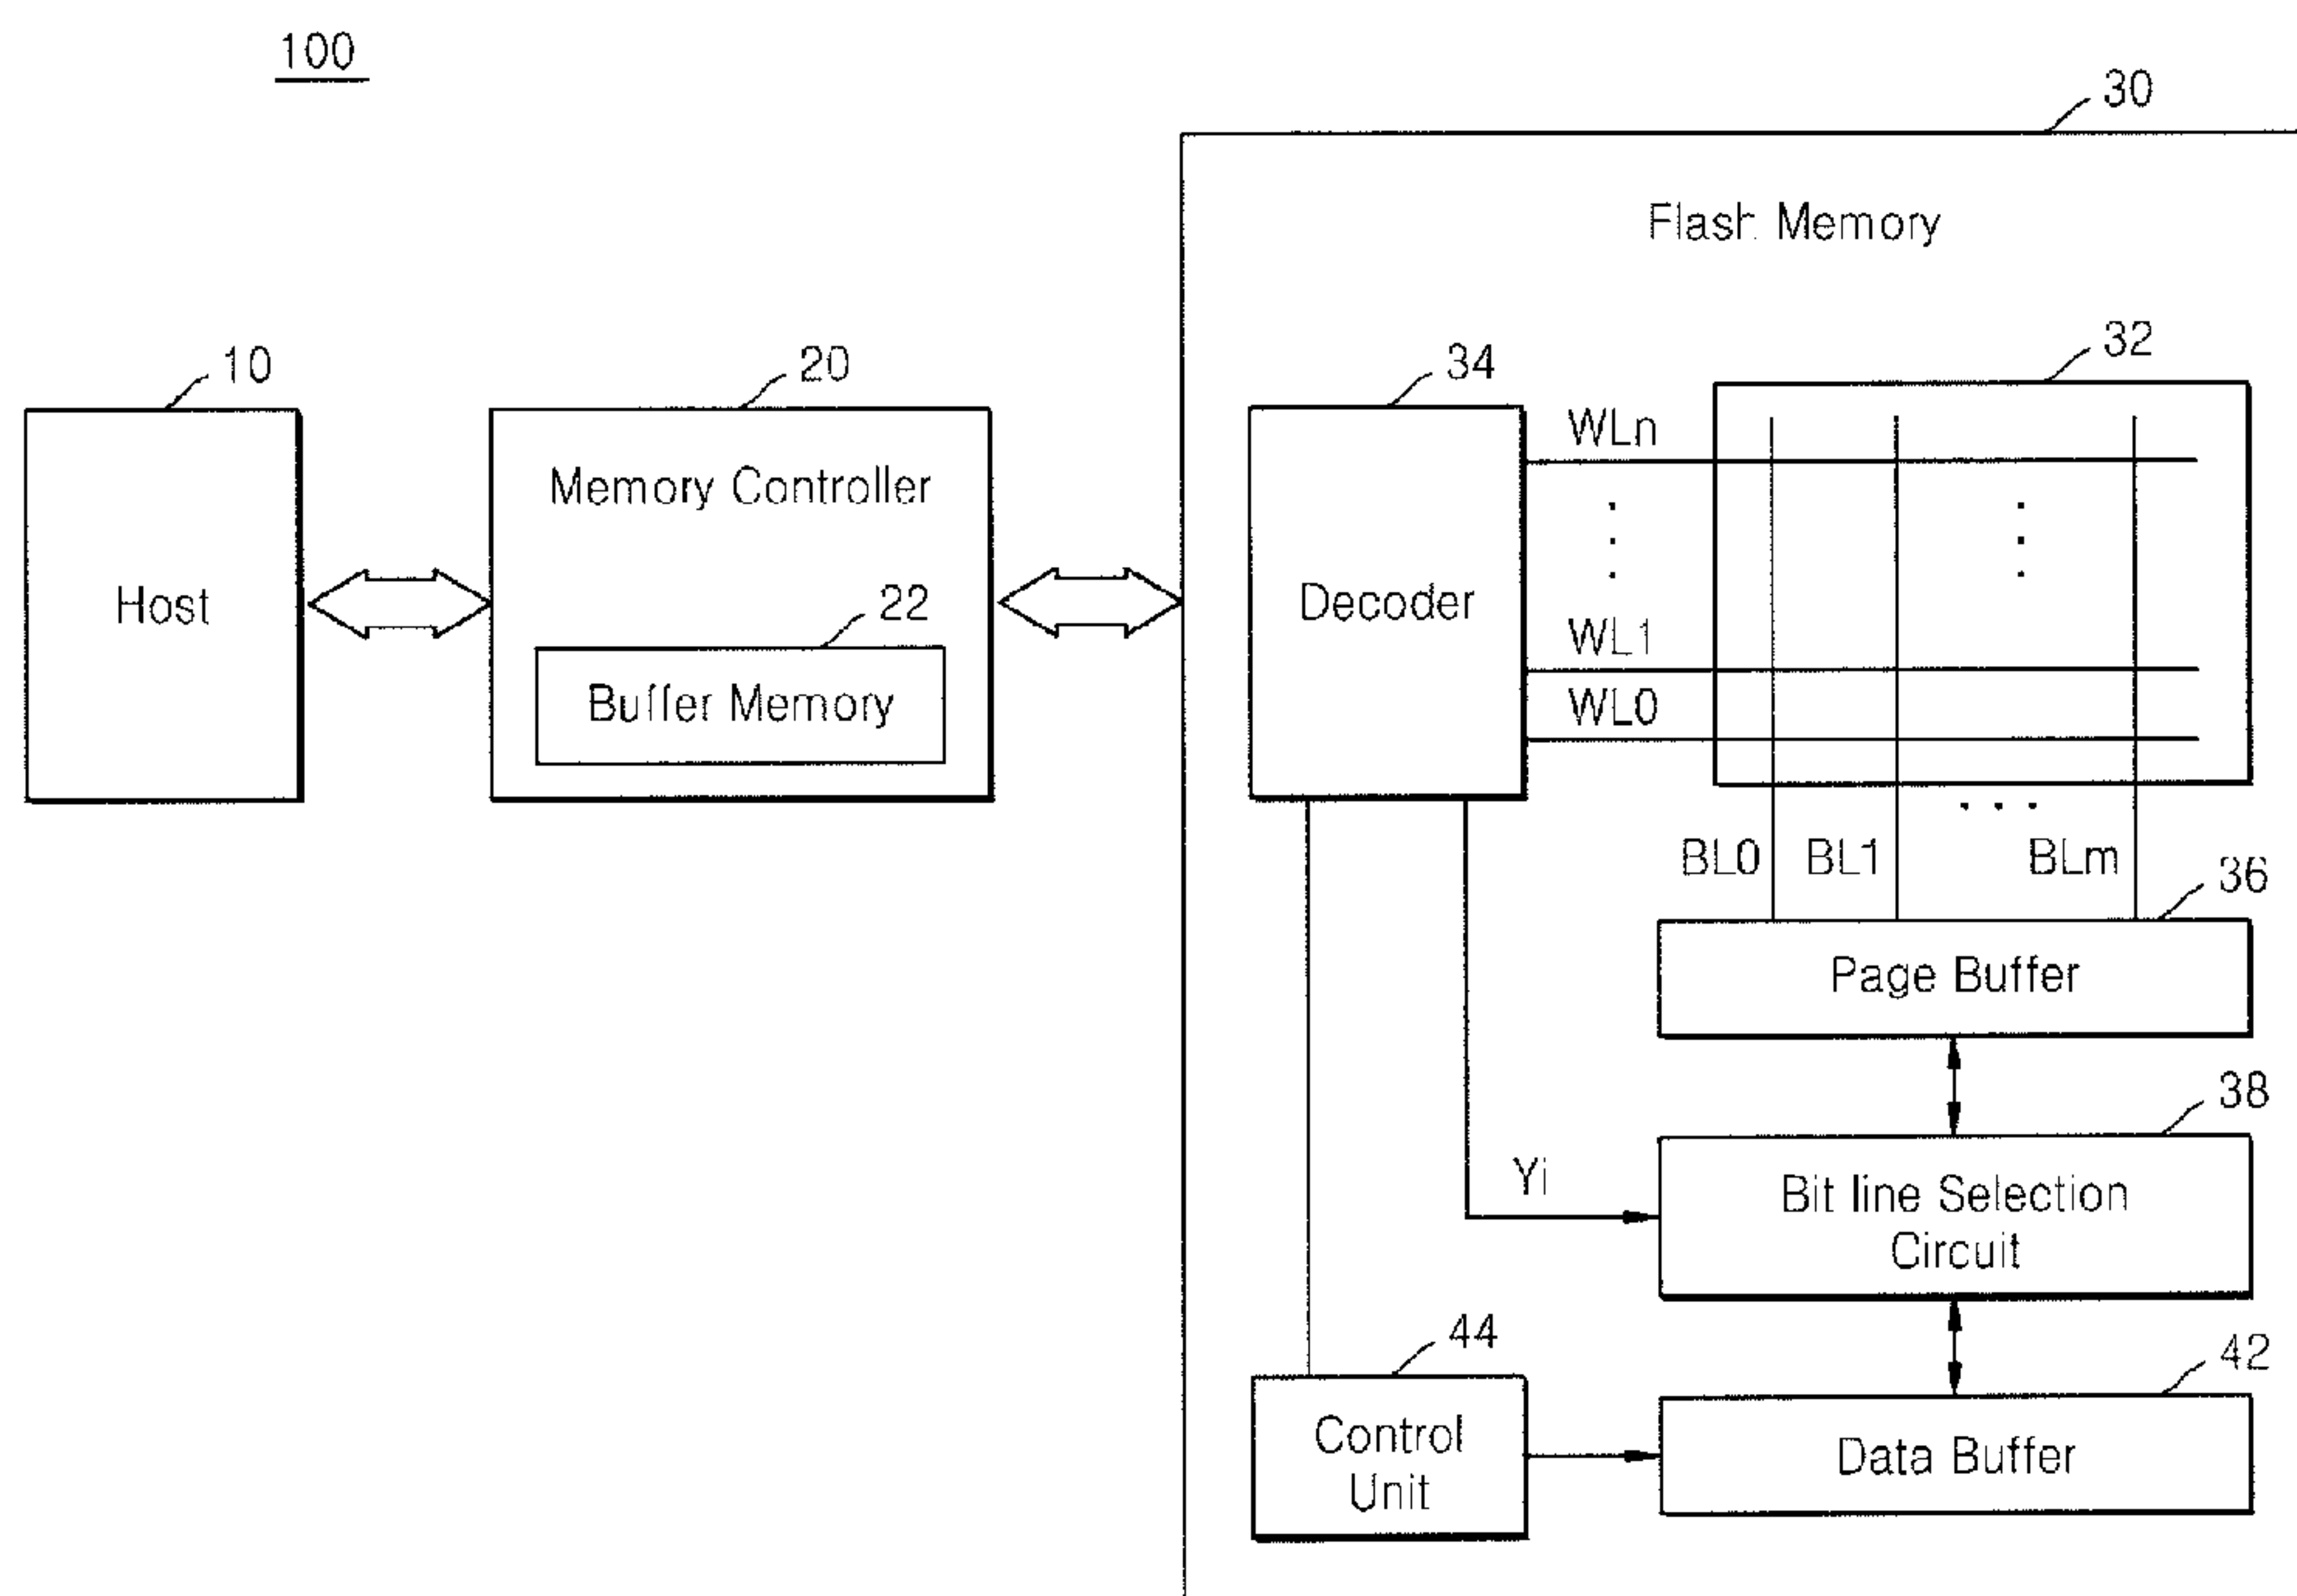 100
30
Flash Memory
10
20
34
32
Host
Memory Controller
22
Buffer Memory
Decoder
WLn
WL1
WL0
BL0 BL1 BLm
36
Page Buffer
38
Yi
Bit line Selection
Circuit
44
42
Control
Unit
Data Buffer